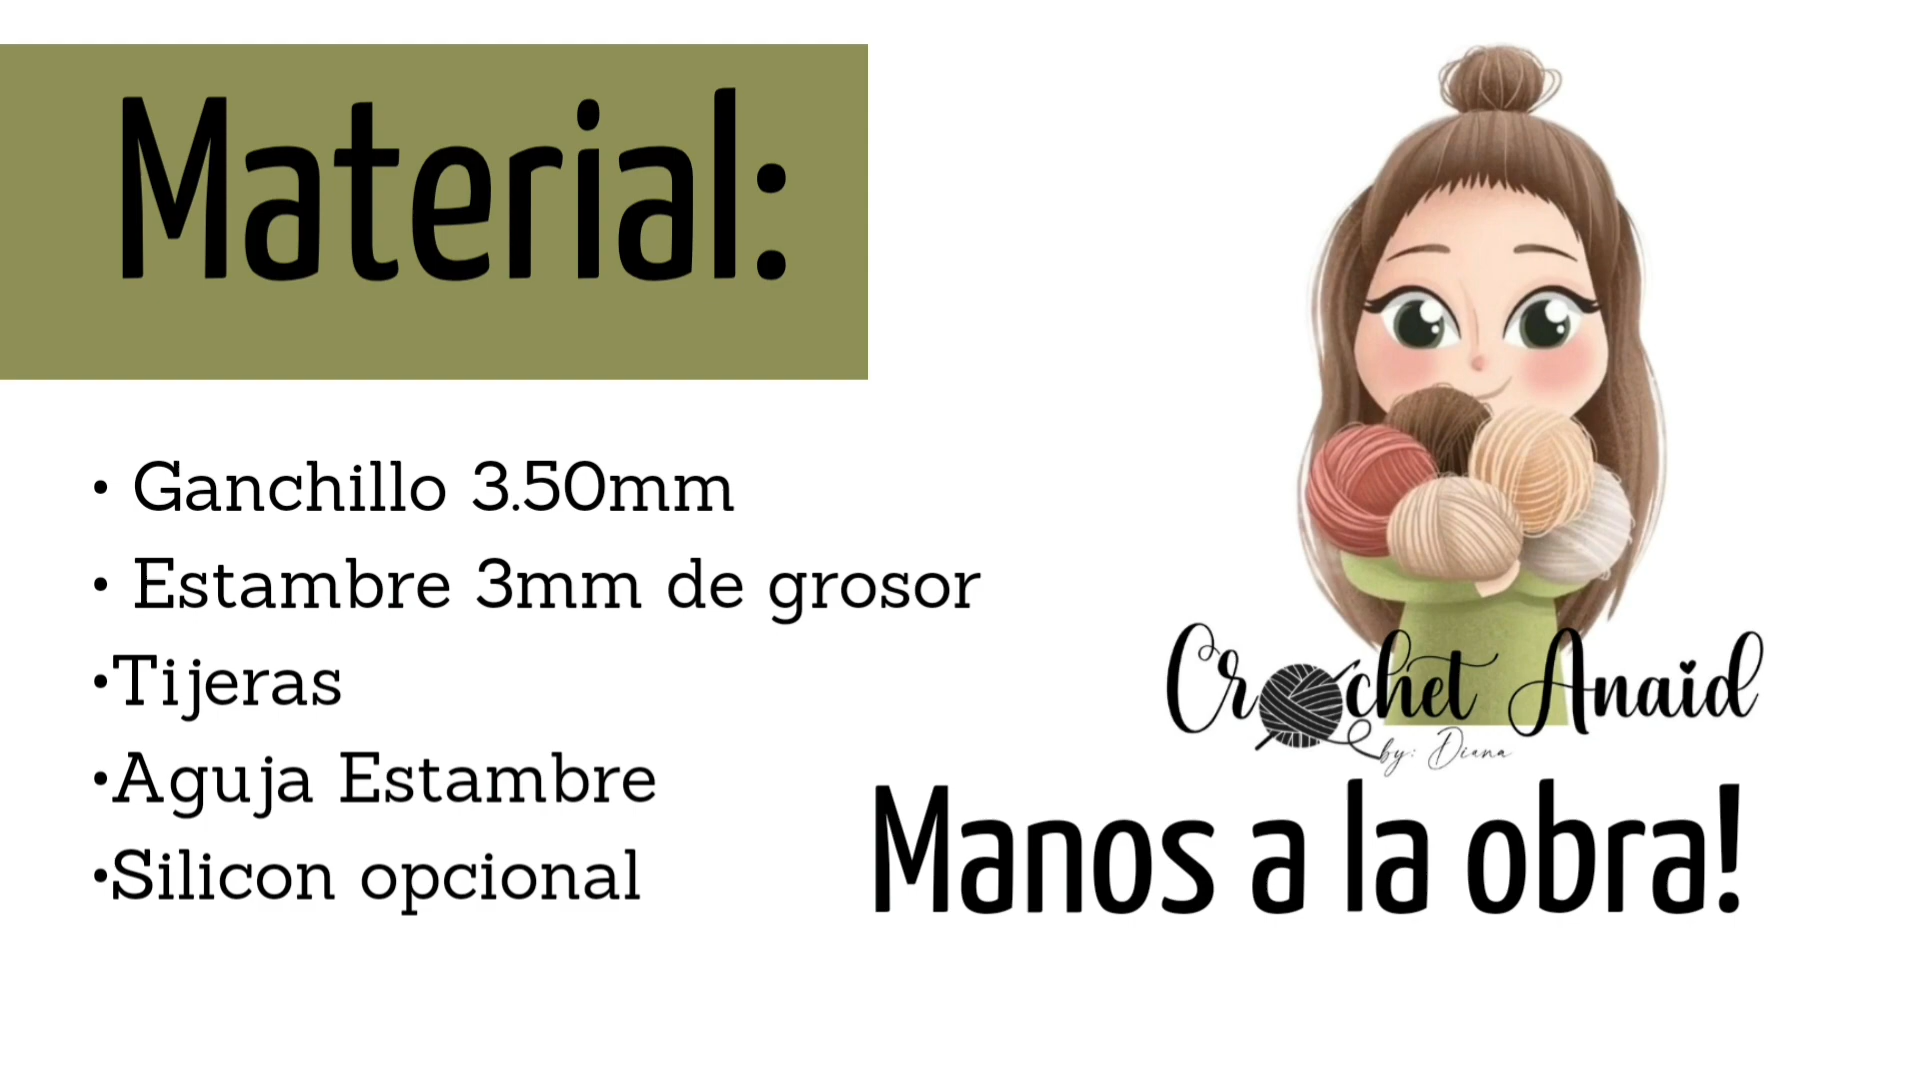 Material:
• Ganchillo 3.50mm
• Estambre 3mm de grosor
•Tijeras
•Aguja Estambre
•Silicon opcional
Crochet Anaid
by: Diana
Manos a la obra!